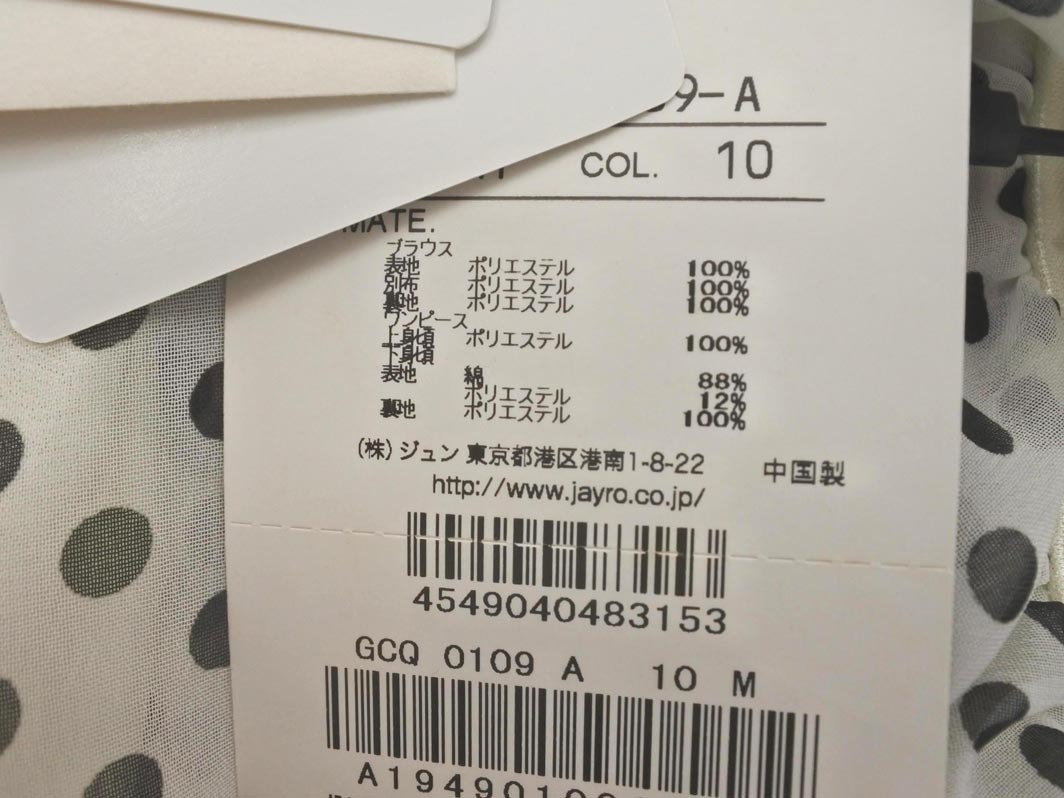 9-A
COL. 10
MATE.
ブラウス
表地 ポリエステル 100%
別布 ポリエステル 100%
裏地 ポリエステル 100%
ワンピース
上身頃 ポリエステル 100%
下身頃
表地 綿 88%
ポリエステル 12%
裏地 ポリエステル 100%
(株)ジュン 東京都港区港南1-8-22 中国製
http://www.jayro.co.jp/
4549040483153
GCQ 0109 A 10 M